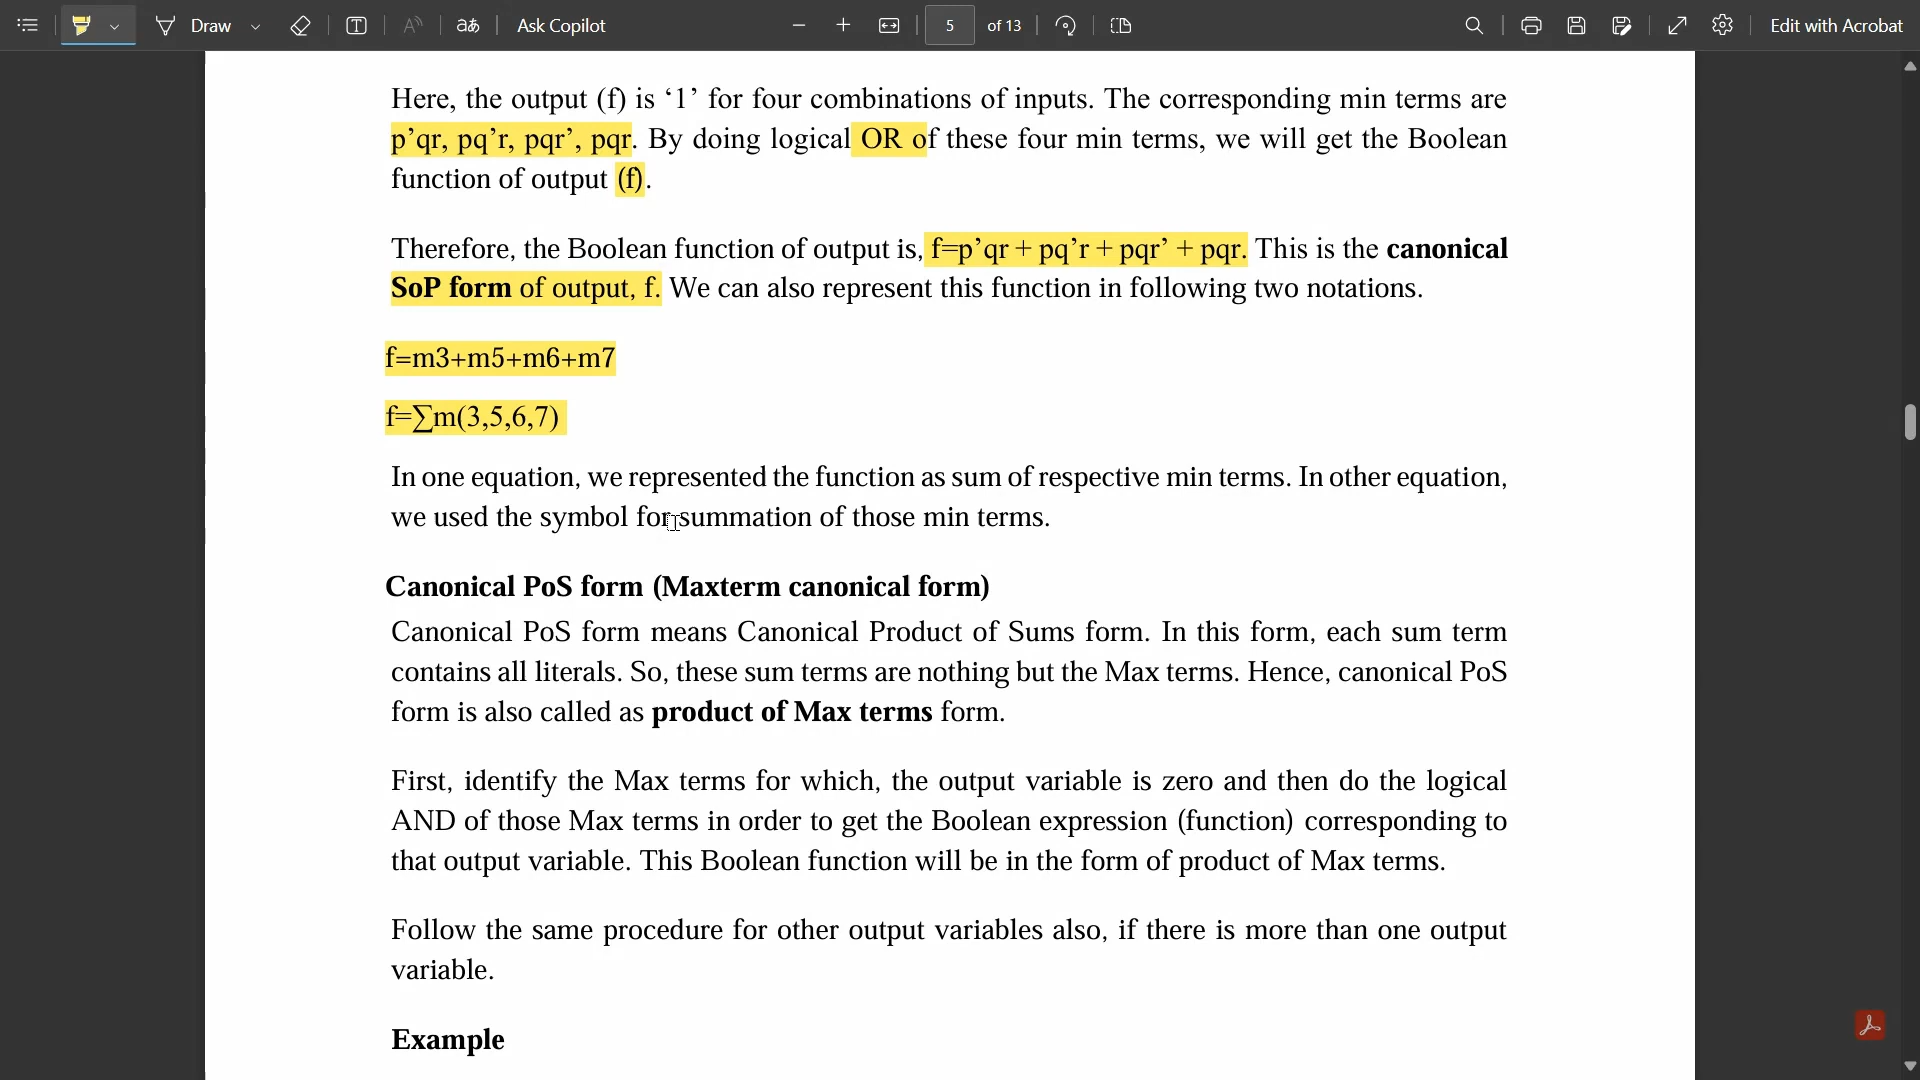 Draw
Ask Copilot
5 of 13
Edit with Acrobat
Here, the output (f) is ‘1’ for four combinations of inputs. The corresponding min terms are
p’qr, pq’r, pqr’, pqr. By doing logical OR of these four min terms, we will get the Boolean
function of output (f).
Therefore, the Boolean function of output is, f=p’qr + pq’r + pqr’ + pqr. This is the canonical
SoP form of output, f. We can also represent this function in following two notations.
f=m3+m5+m6+m7
f=∑m(3,5,6,7)
In one equation, we represented the function as sum of respective min terms. In other equation,
we used the symbol for summation of those min terms.
Canonical PoS form (Maxterm canonical form)
Canonical PoS form means Canonical Product of Sums form. In this form, each sum term
contains all literals. So, these sum terms are nothing but the Max terms. Hence, canonical PoS
form is also called as product of Max terms form.
First, identify the Max terms for which, the output variable is zero and then do the logical
AND of those Max terms in order to get the Boolean expression (function) corresponding to
that output variable. This Boolean function will be in the form of product of Max terms.
Follow the same procedure for other output variables also, if there is more than one output
variable.
Example